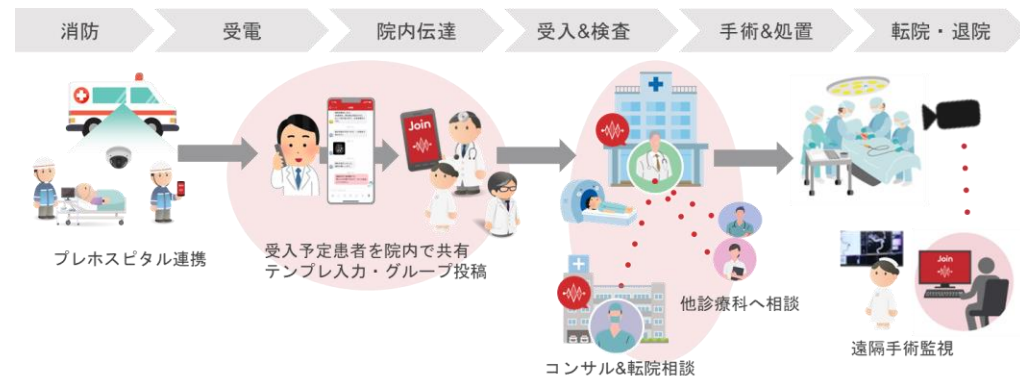 消防
受電
院内伝達
受入&検査
手術&処置
転院・退院
Join
プレホスピタル連携
受入予定患者を院内で共有
テンプレ入力・グループ投稿
他診療科へ相談
コンサル&転院相談
Join
遠隔手術監視